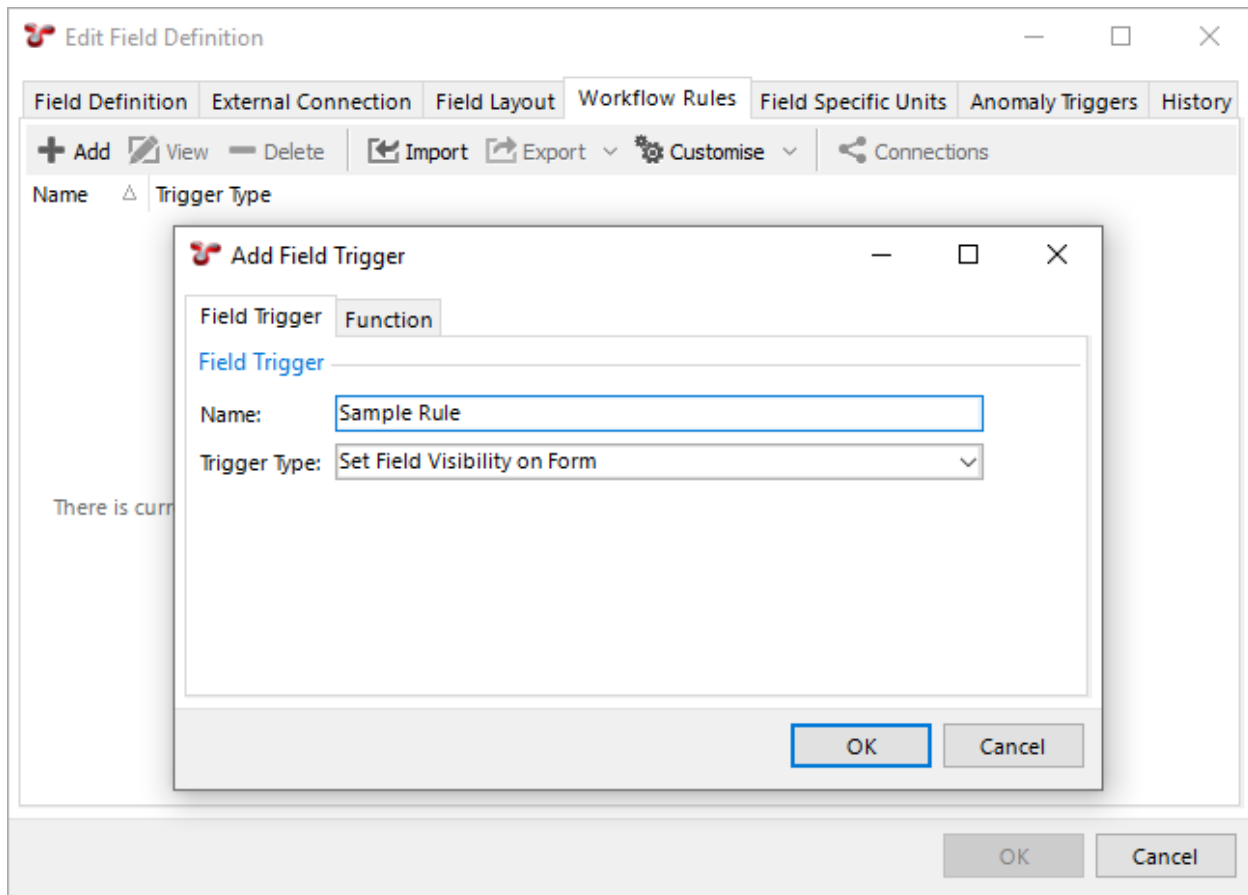 Edit Field Definition
Field Definition External Connection Field Layout Workflow Rules Field Specific Units Anomaly Triggers History
Add View Delete Import Export Customise Connections
Name Trigger Type
Add Field Trigger
Field Trigger Function
Field Trigger
Name: Sample Rule
Trigger Type: Set Field Visibility on Form
There is curr
OK Cancel
OK Cancel